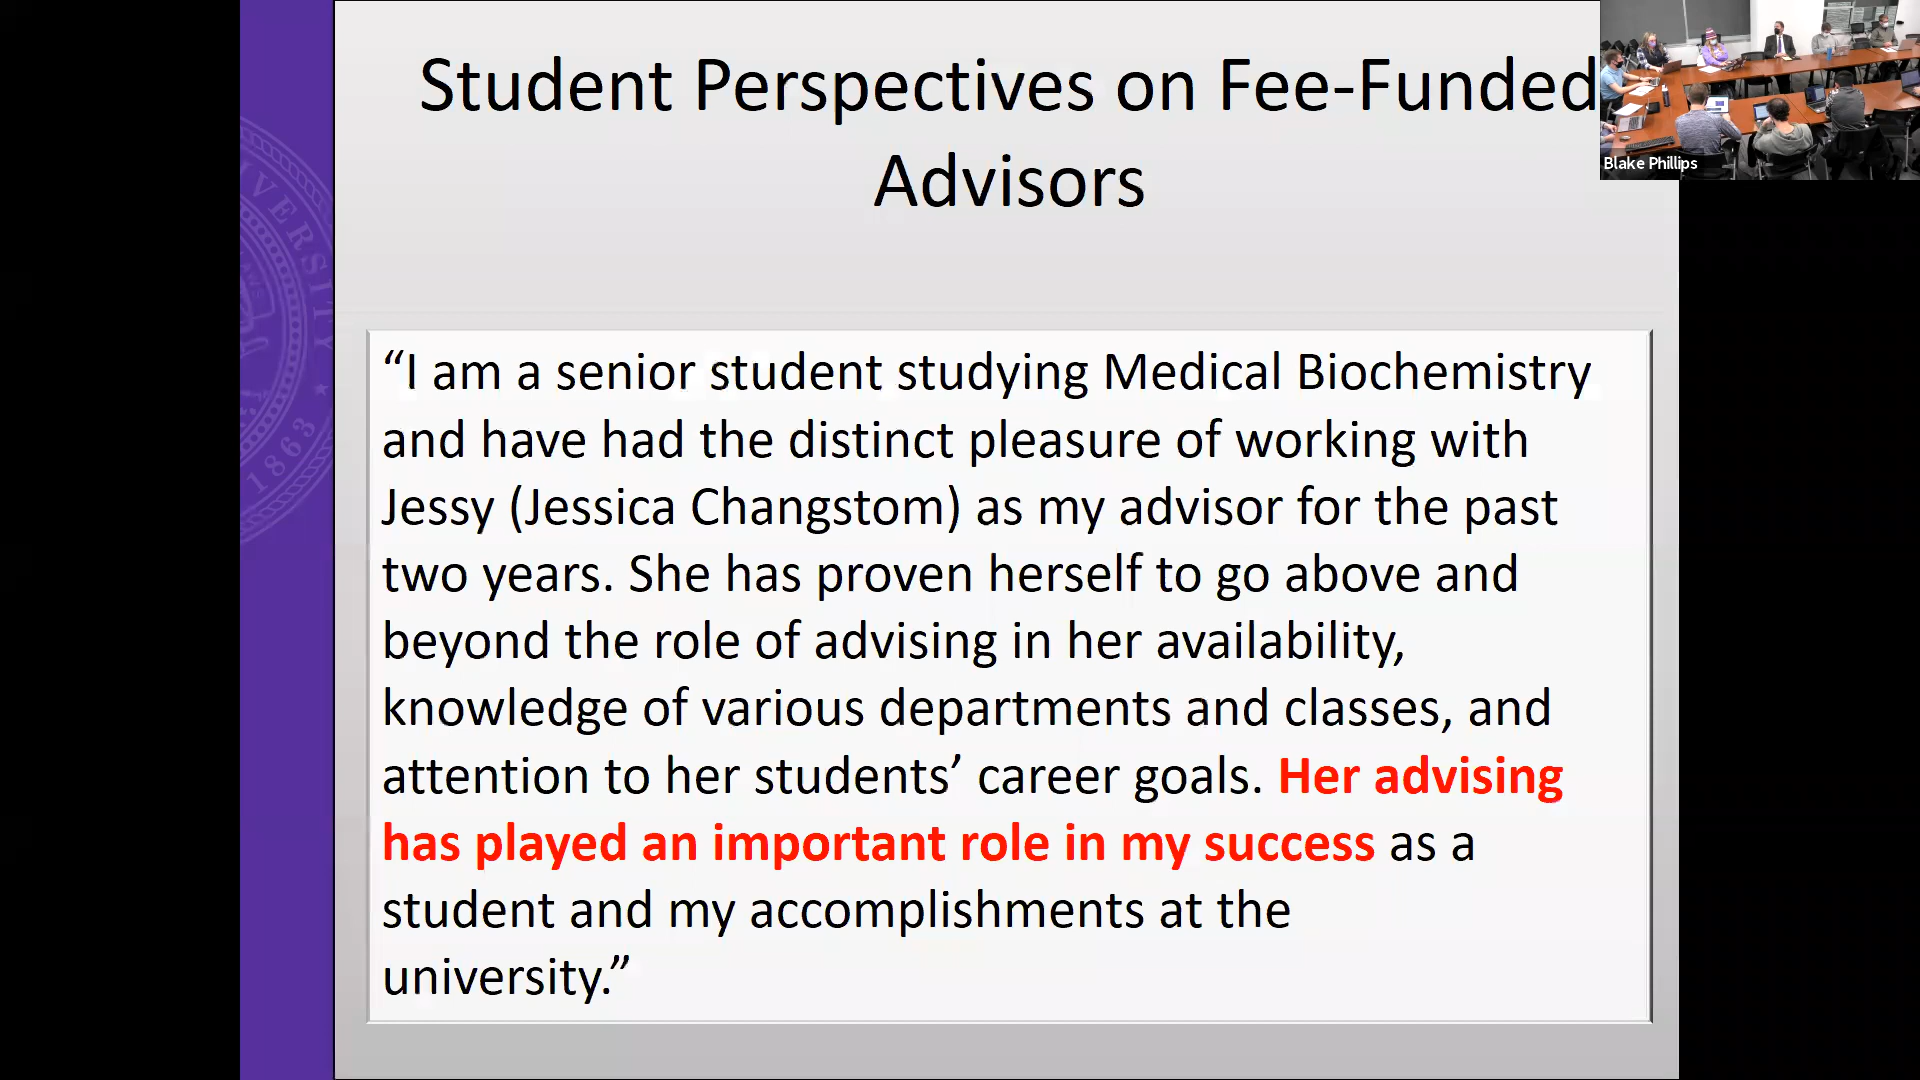 Student Perspectives on Fee-Funded
Advisors
Blake Phillips
“I am a senior student studying Medical Biochemistry
and have had the distinct pleasure of working with
Jessy (Jessica Changstom) as my advisor for the past
two years. She has proven herself to go above and
beyond the role of advising in her availability,
knowledge of various departments and classes, and
attention to her students’ career goals. Her advising
has played an important role in my success as a
student and my accomplishments at the
university.”
UNIVERSITY
1863